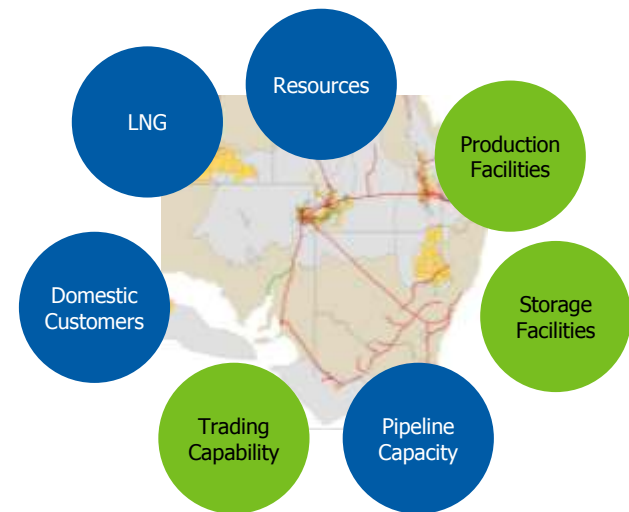 Resources
LNG
Production
Facilities
Domestic
Customers
Storage
Facilities
Trading
Capability
Pipeline
Capacity